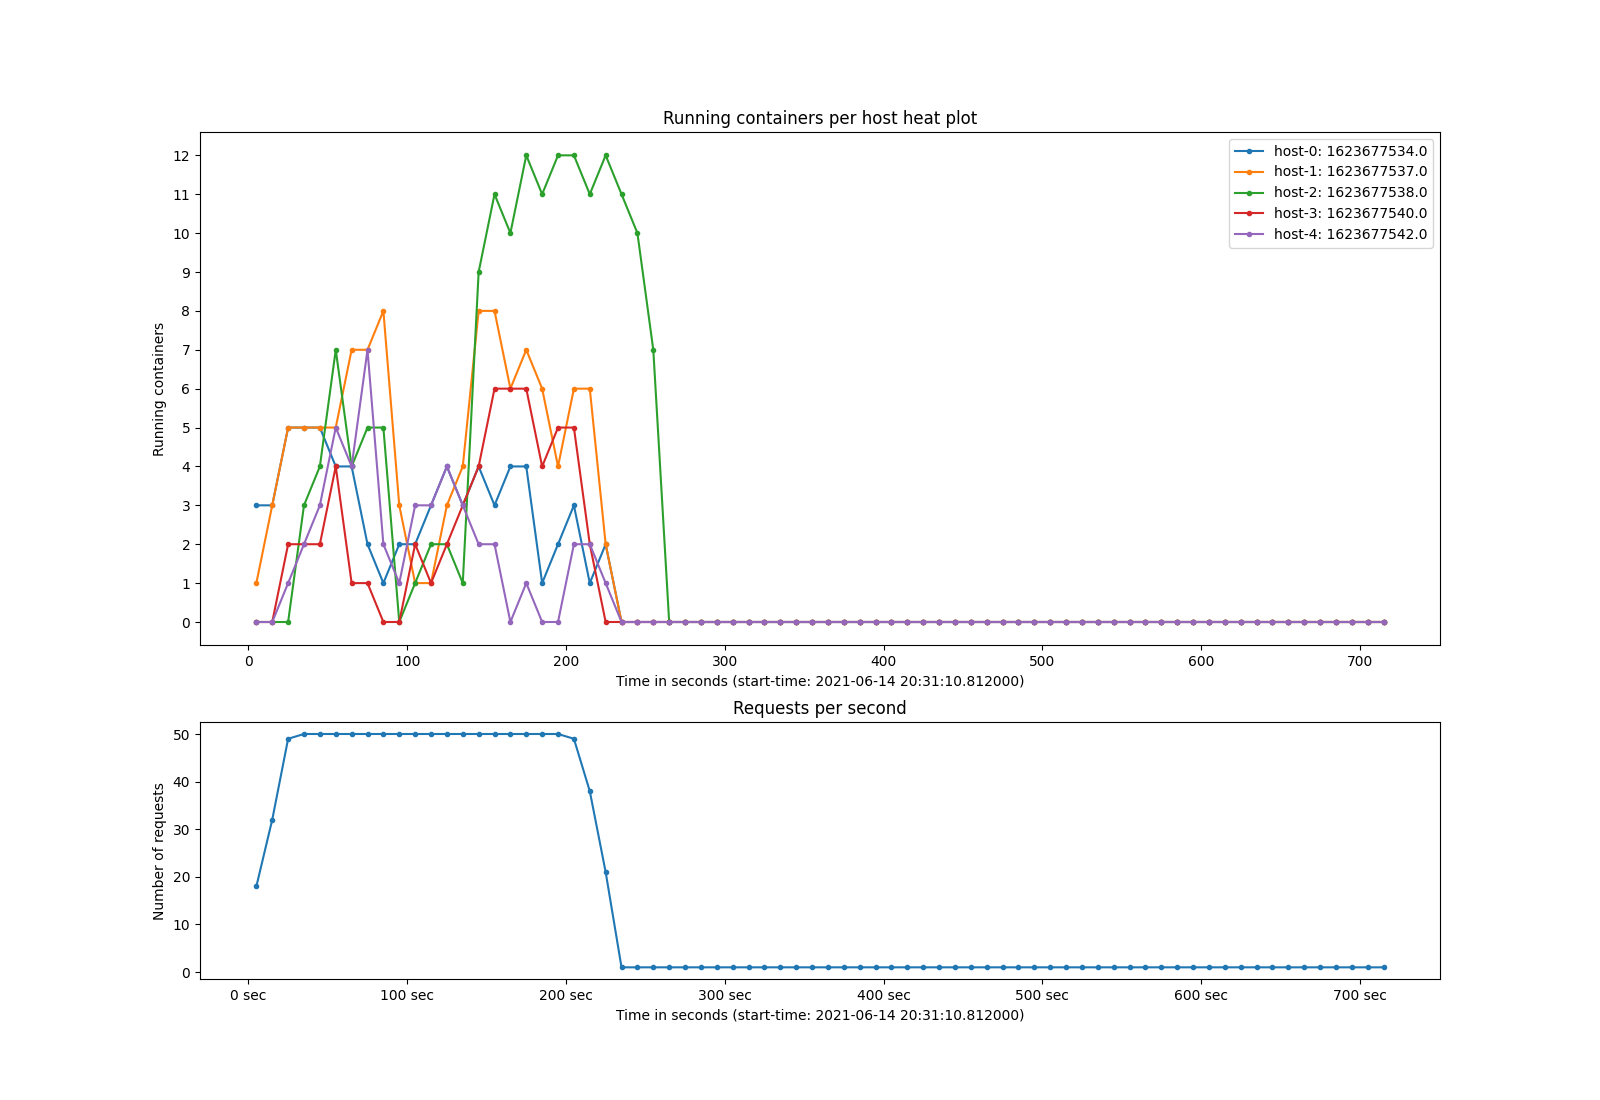 Running containers per host heat plot
Running containers
12
11
10
9
8
7
6
5
4
3
2
1
0
host-0: 1623677534.0
host-1: 1623677537.0
host-2: 1623677538.0
host-3: 1623677540.0
host-4: 1623677542.0
0 100 200 300 400 500 600 700
Time in seconds (start-time: 2021-06-14 20:31:10.812000)
Requests per second
Number of requests
50
40
30
20
10
0
0 sec 100 sec 200 sec 300 sec 400 sec 500 sec 600 sec 700 sec
Time in seconds (start-time: 2021-06-14 20:31:10.812000)